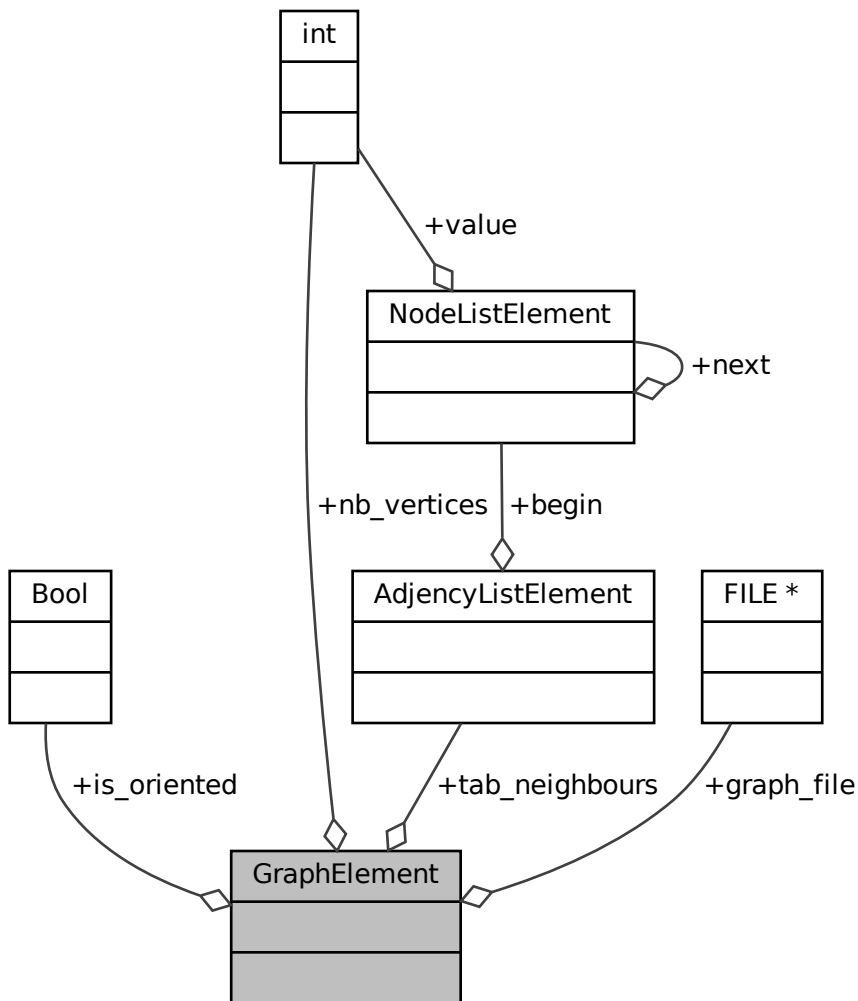 int
+value
NodeListElement
+next
+nb_vertices
+begin
Bool
AdjencyListElement
FILE *
+is_oriented
+tab_neighbours
+graph_file
GraphElement